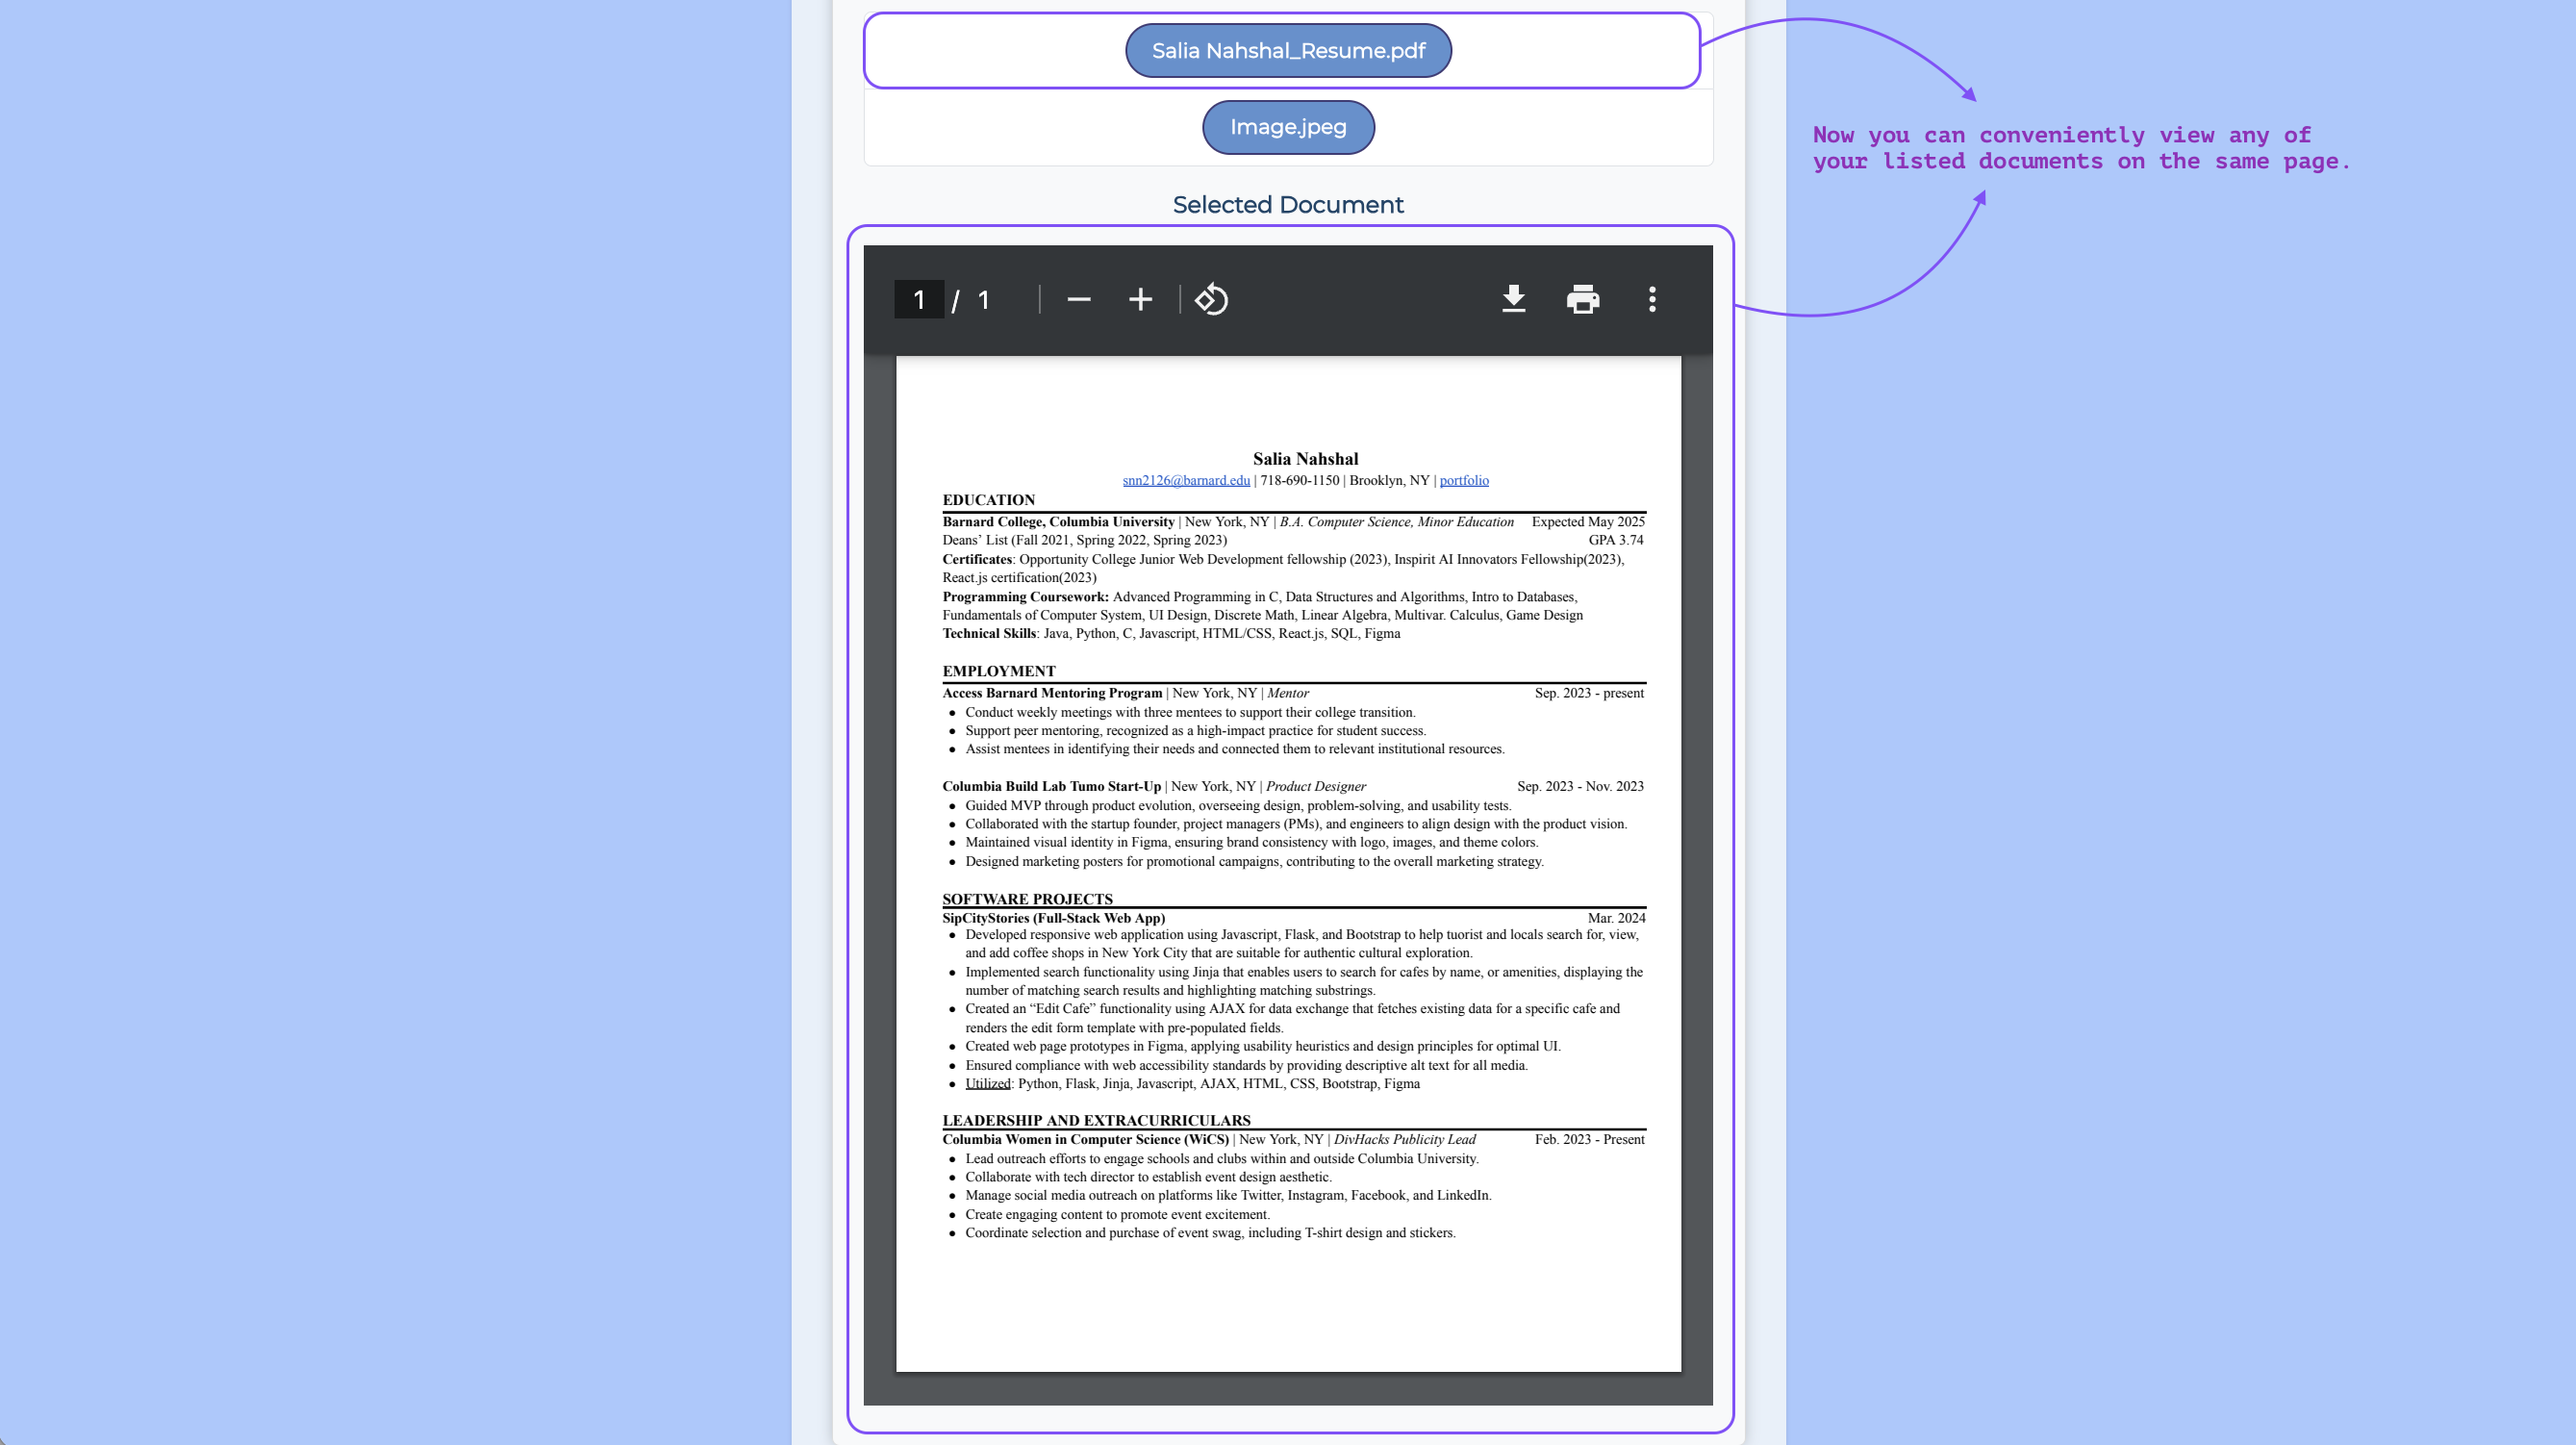 Salia Nahshal_Resume.pdf
Image.jpeg
Now you can conveniently view any of
your listed documents on the same page.
Selected Document
1 / 1
Salia Nahshal
snn2126@barnard.edu | 718-690-1150 | Brooklyn, NY | portfolio
EDUCATION
Barnard College, Columbia University | New York, NY | B.A. Computer Science, Minor Education Expected May 2025
Deans’ List (Fall 2021, Spring 2022, Spring 2023) GPA 3.74
Certificates: Opportunity College Junior Web Development fellowship (2023), Inspirit AI Innovators Fellowship(2023),
React.js certification(2023)
Programming Coursework: Advanced Programming in C, Data Structures and Algorithms, Intro to Databases,
Fundamentals of Computer System, UI Design, Discrete Math, Linear Algebra, Multivar. Calculus, Game Design
Technical Skills: Java, Python, C, Javascript, HTML/CSS, React.js, SQL, Figma
EMPLOYMENT
Access Barnard Mentoring Program | New York, NY | Mentor Sep. 2023 - present
● Conduct weekly meetings with three mentees to support their college transition.
● Support peer mentoring, recognized as a high-impact practice for student success.
● Assist mentees in identifying their needs and connected them to relevant institutional resources.
Columbia Build Lab Tumo Start-Up | New York, NY | Product Designer Sep. 2023 - Nov. 2023
● Guided MVP through product evolution, overseeing design, problem-solving, and usability tests.
● Collaborated with the startup founder, project managers (PMs), and engineers to align design with the product vision.
● Maintained visual identity in Figma, ensuring brand consistency with logo, images, and theme colors.
● Designed marketing posters for promotional campaigns, contributing to the overall marketing strategy.
SOFTWARE PROJECTS
SipCityStories (Full-Stack Web App) Mar. 2024
● Developed responsive web application using Javascript, Flask, and Bootstrap to help tuorist and locals search for, view,
and add coffee shops in New York City that are suitable for authentic cultural exploration.
● Implemented search functionality using Jinja that enables users to search for cafes by name, or amenities, displaying the
number of matching search results and highlighting matching substrings.
● Created an “Edit Cafe” functionality using AJAX for data exchange that fetches existing data for a specific cafe and
renders the edit form template with pre-populated fields.
● Created web page prototypes in Figma, applying usability heuristics and design principles for optimal UI.
● Ensured compliance with web accessibility standards by providing descriptive alt text for all media.
● Utilized: Python, Flask, Jinja, Javascript, AJAX, HTML, CSS, Bootstrap, Figma
LEADERSHIP AND EXTRACURRICULARS
Columbia Women in Computer Science (WiCS) | New York, NY | DivHacks Publicity Lead Feb. 2023 - Present
● Lead outreach efforts to engage schools and clubs within and outside Columbia University.
● Collaborate with tech director to establish event design aesthetic.
● Manage social media outreach on platforms like Twitter, Instagram, Facebook, and LinkedIn.
● Create engaging content to promote event excitement.
● Coordinate selection and purchase of event swag, including T-shirt design and stickers.